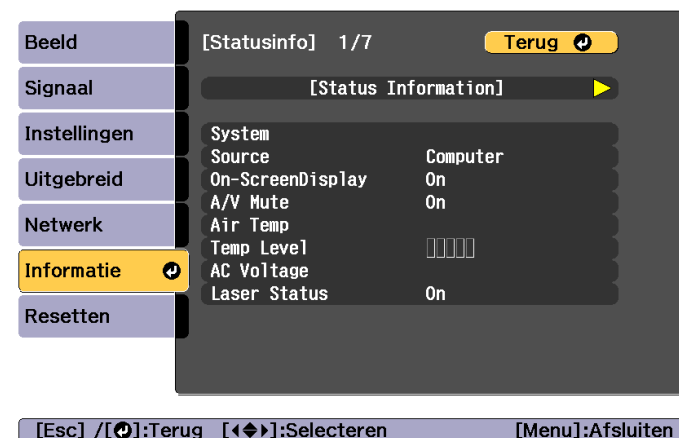 Beeld
Signaal
Instellingen
Uitgebreid
Netwerk
Informatie
Resetten
[Statusinfo] 1/7 Terug
[Status Information]
System
Source Computer
On-ScreenDisplay On
A/V Mute On
Air Temp
Temp Level
AC Voltage
Laser Status On
[Esc] /[ ]:Terug [ ]:Selecteren [Menu]:Afsluiten